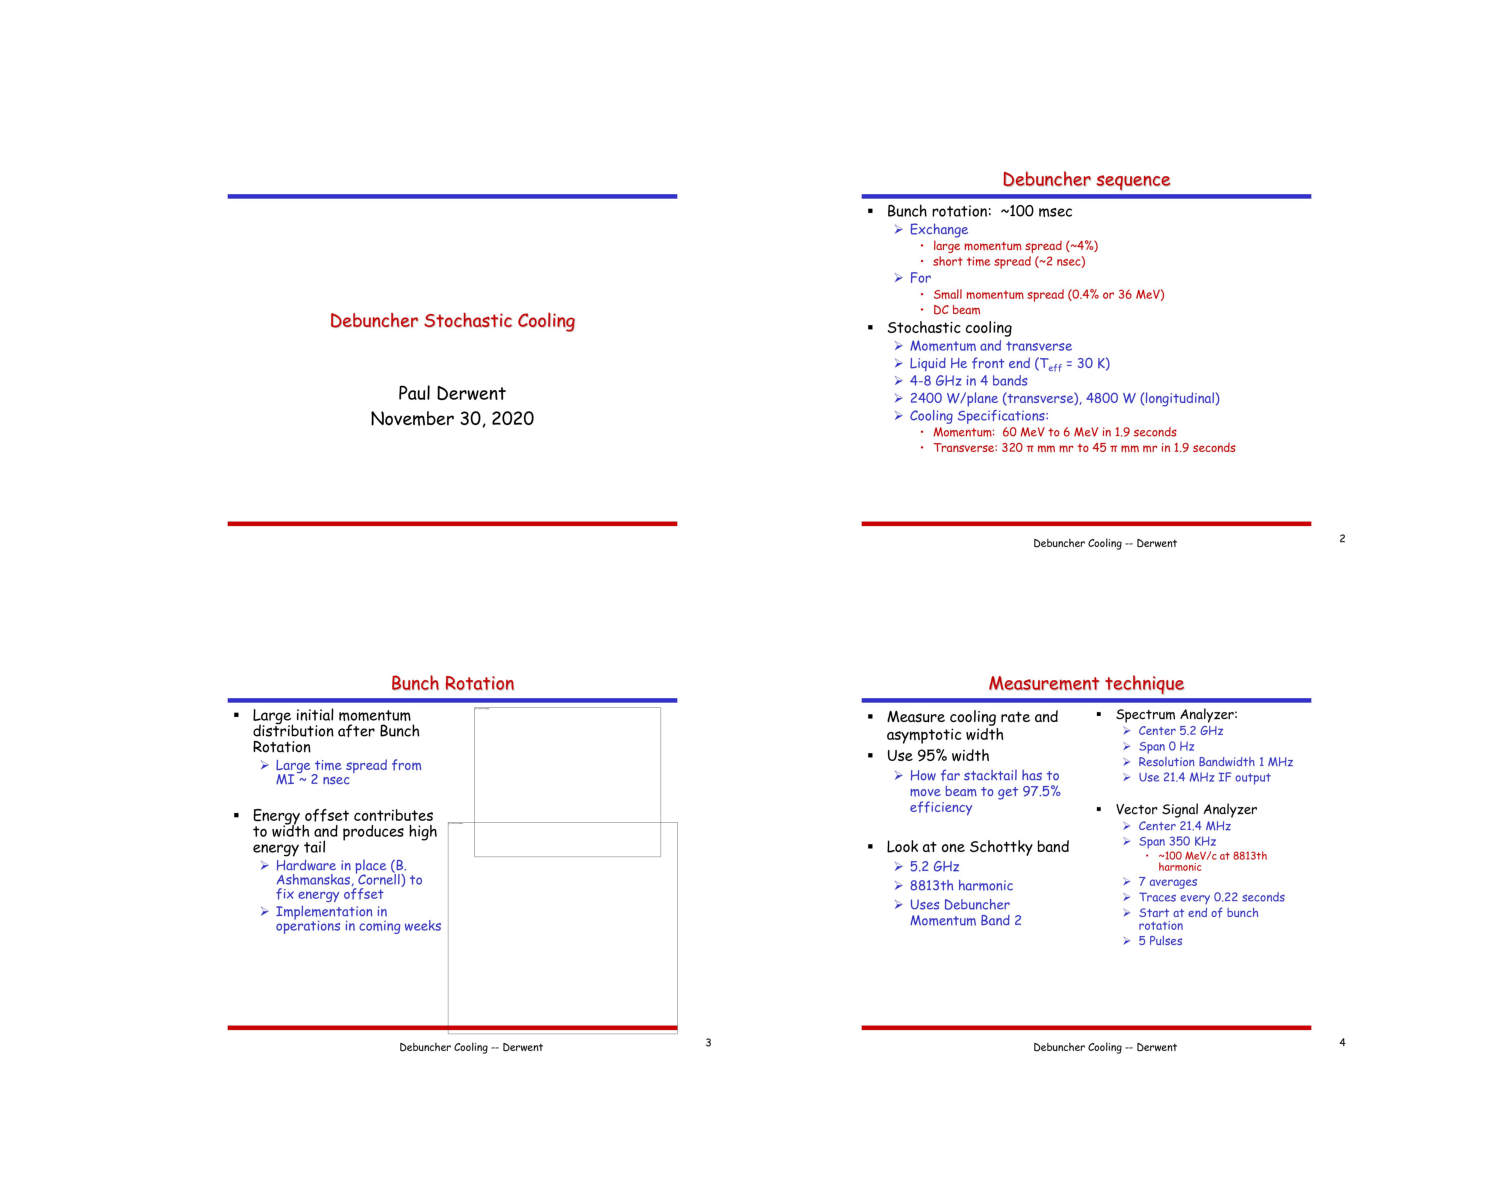 Debuncher Stochastic Cooling
Paul Derwent
November 30, 2020
Debuncher sequence
▪ Bunch rotation: ~100 msec
➢ Exchange
• large momentum spread (~4%)
• short time spread (~2 nsec)
➢ For
• Small momentum spread (0.4% or 36 MeV)
• DC beam
▪ Stochastic cooling
➢ Momentum and transverse
➢ Liquid He front end (Teff = 30 K)
➢ 4-8 GHz in 4 bands
➢ 2400 W/plane (transverse), 4800 W (longitudinal)
➢ Cooling Specifications:
• Momentum: 60 MeV to 6 MeV in 1.9 seconds
• Transverse: 320 π mm mr to 45 π mm mr in 1.9 seconds
Debuncher Cooling -- Derwent
2
Bunch Rotation
▪ Large initial momentum
distribution after Bunch
Rotation
➢ Large time spread from
MI ~ 2 nsec
▪ Energy offset contributes
to width and produces high
energy tail
➢ Hardware in place (B.
Ashmanskas, Cornell) to
fix energy offset
➢ Implementation in
operations in coming weeks
Debuncher Cooling -- Derwent
3
Measurement technique
▪ Measure cooling rate and
asymptotic width
▪ Use 95% width
➢ How far stacktail has to
move beam to get 97.5%
efficiency
▪ Look at one Schottky band
➢ 5.2 GHz
➢ 8813th harmonic
➢ Uses Debuncher
Momentum Band 2
▪ Spectrum Analyzer:
➢ Center 5.2 GHz
➢ Span 0 Hz
➢ Resolution Bandwidth 1 MHz
➢ Use 21.4 MHz IF output
▪ Vector Signal Analyzer
➢ Center 21.4 MHz
➢ Span 350 KHz
• ~100 MeV/c at 8813th
harmonic
➢ 7 averages
➢ Traces every 0.22 seconds
➢ Start at end of bunch
rotation
➢ 5 Pulses
Debuncher Cooling -- Derwent
4